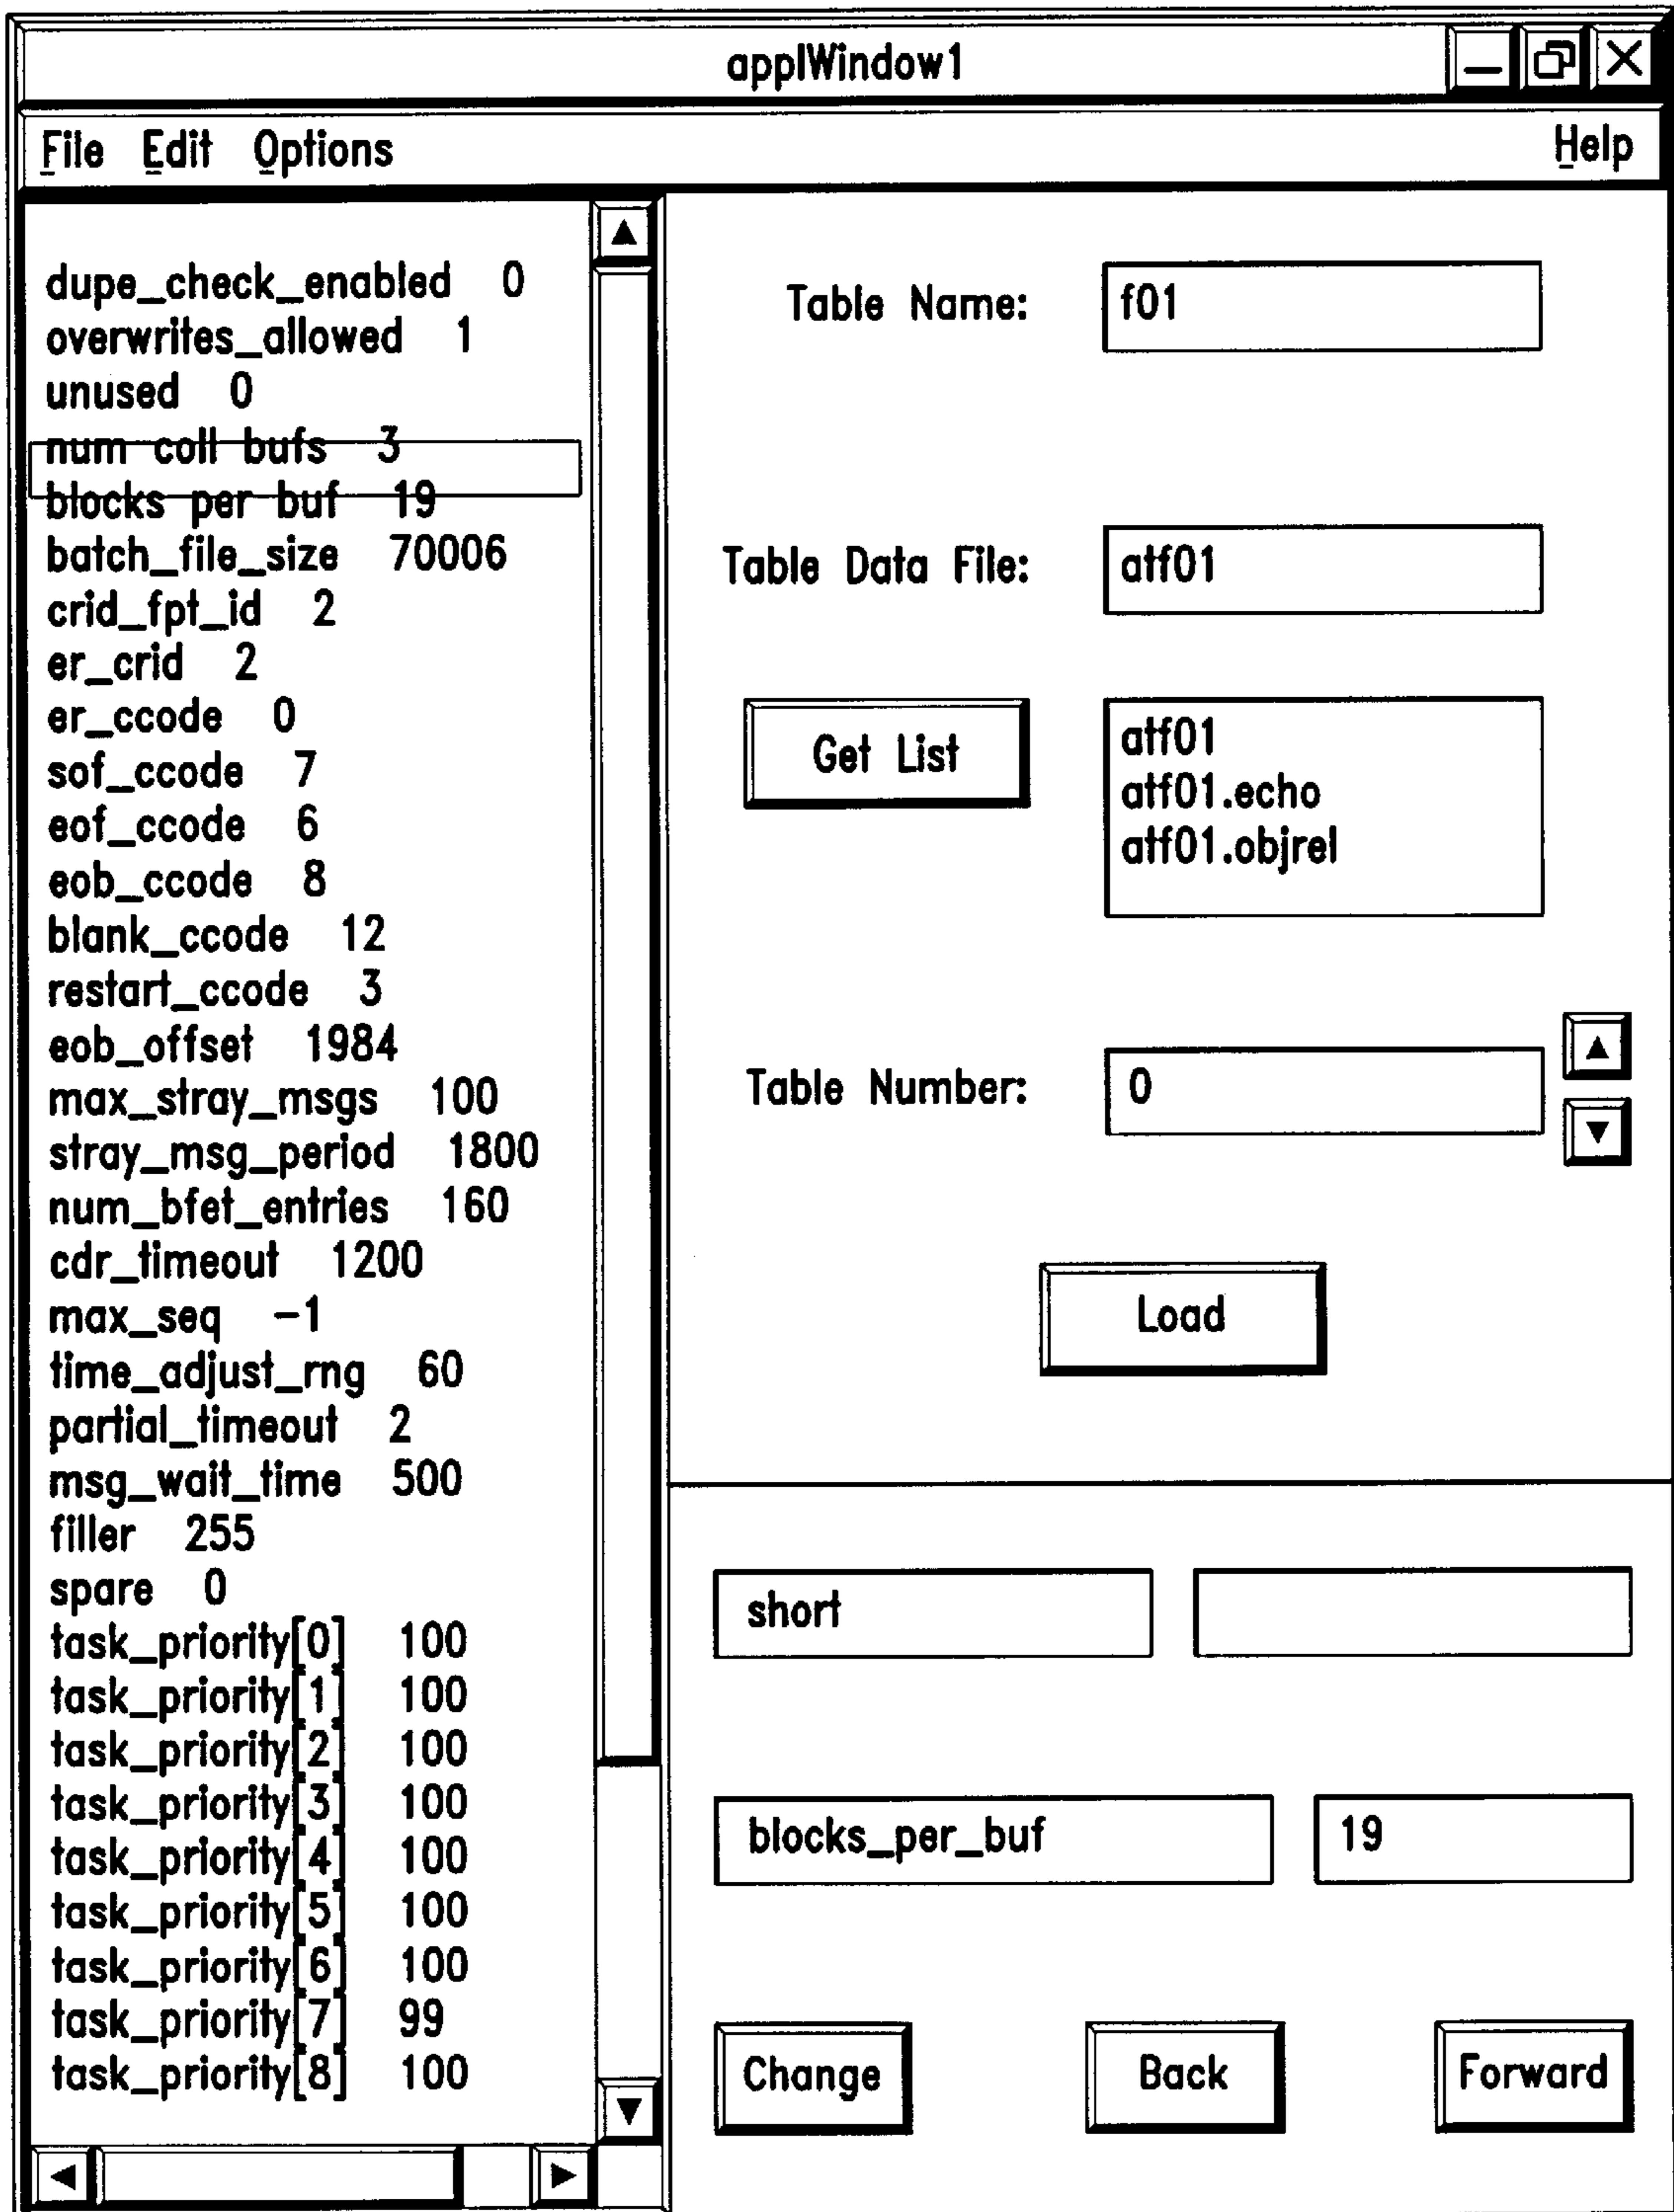 applWindow1
File Edit Options Help
dupe_check_enabled 0
overwrites_allowed 1
unused 0
num_coll_bufs 3
blocks_per_buf 19
batch_file_size 70006
crid_fpt_id 2
er_crid 2
er_ccode 0
sof_ccode 7
eof_ccode 6
eob_ccode 8
blank_ccode 12
restart_ccode 3
eob_offset 1984
max_stray_msgs 100
stray_msg_period 1800
num_bfet_entries 160
cdr_timeout 1200
max_seq -1
time_adjust_rng 60
partial_timeout 2
msg_wait_time 500
filler 255
spare 0
task_priority[0] 100
task_priority[1] 100
task_priority[2] 100
task_priority[3] 100
task_priority[4] 100
task_priority[5] 100
task_priority[6] 100
task_priority[7] 99
task_priority[8] 100
Table Name: f01
Table Data File: atf01
Get List
atf01
atf01.echo
atf01.objrel
Table Number: 0
Load
short
blocks_per_buf 19
Change Back Forward